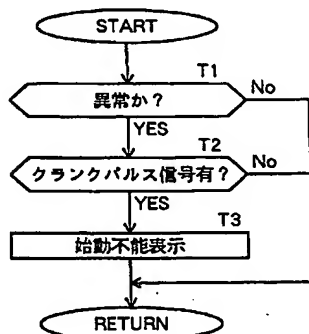 START
T1
異常か?
No
YES
T2
クランクパルス信号有?
No
YES
T3
始動不能表示
RETURN